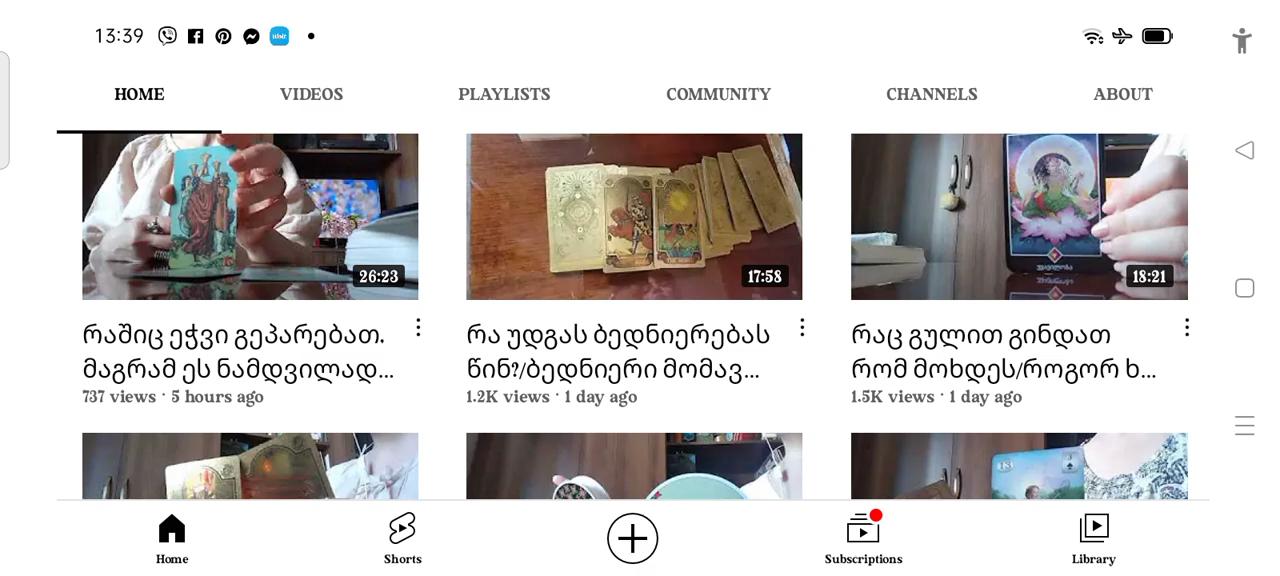 13:39
HOME VIDEOS PLAYLISTS COMMUNITY CHANNELS ABOUT
26:23
17:58
18:21
რაშიც ეჭვი გეპარებათ.
მაგრამ ეს ნამდვილად...
737 views · 5 hours ago
რა უდგას ბედნიერებას
წინ?/ბედნიერი მომავ...
1.2K views · 1 day ago
რაც გულით გინდათ
რომ მოხდეს/როგორ ხ...
1.5K views · 1 day ago
13
Home Shorts Subscriptions Library